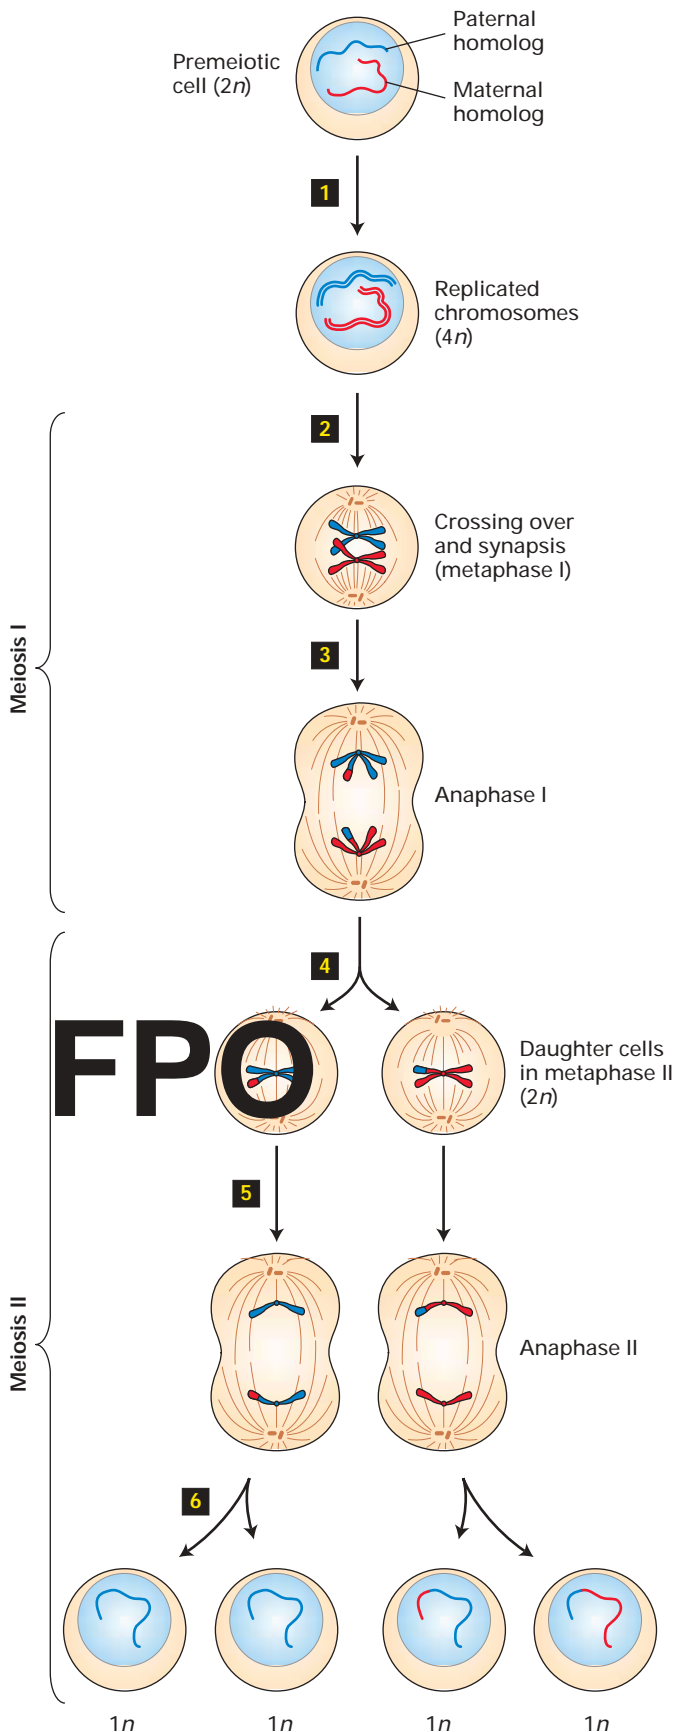 Paternal
homolog
Premeiotic
cell (2n)
Maternal
homolog
1
Replicated
chromosomes
(4n)
2
Crossing over
and synapsis
(metaphase I)
3
Meiosis I
Anaphase I
4
FPO
Daughter cells
in metaphase II
(2n)
5
Meiosis II
Anaphase II
6
1n 1n 1n 1n